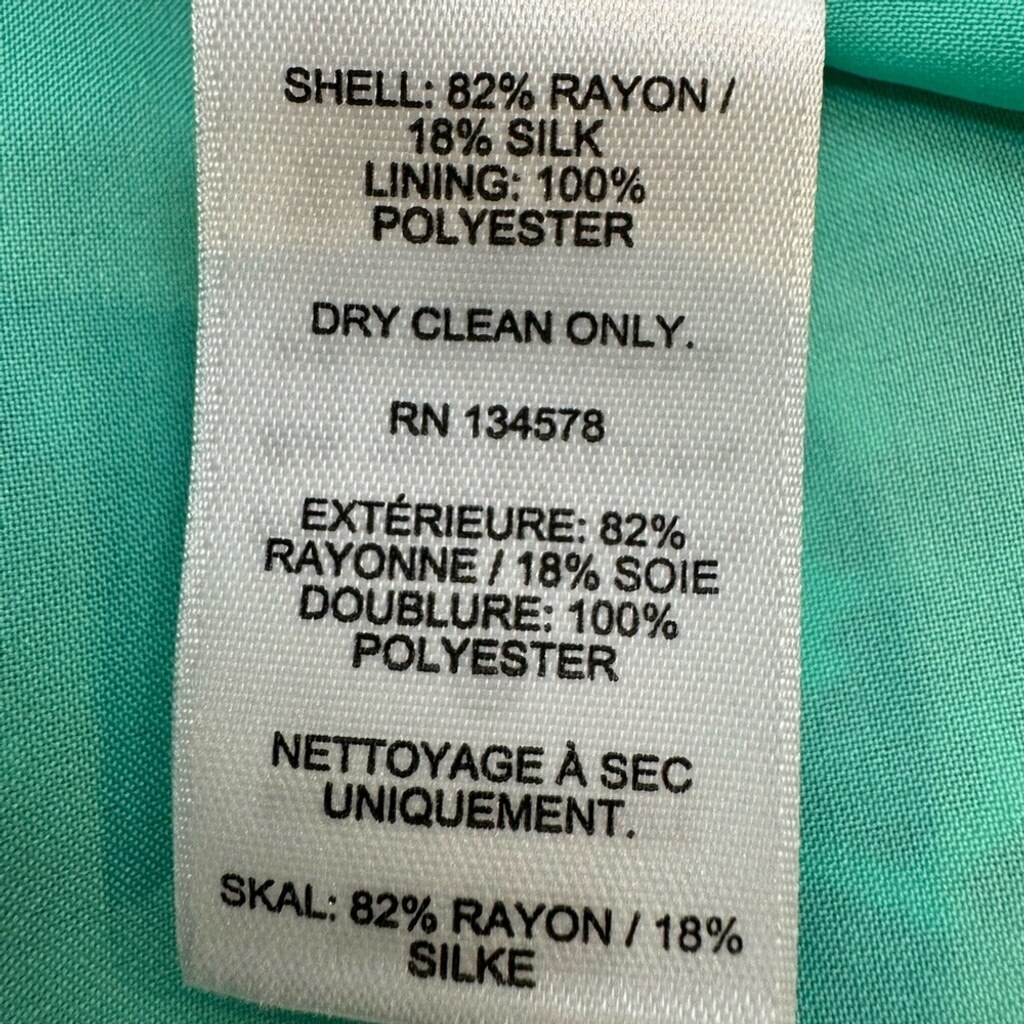 SHELL: 82% RAYON /
18% SILK
LINING: 100%
POLYESTER
DRY CLEAN ONLY.
RN 134578
EXTÉRIEURE: 82%
RAYONNE / 18% SOIE
DOUBLURE: 100%
POLYESTER
NETTOYAGE À SEC
UNIQUEMENT.
SKAL: 82% RAYON / 18%
SILKE